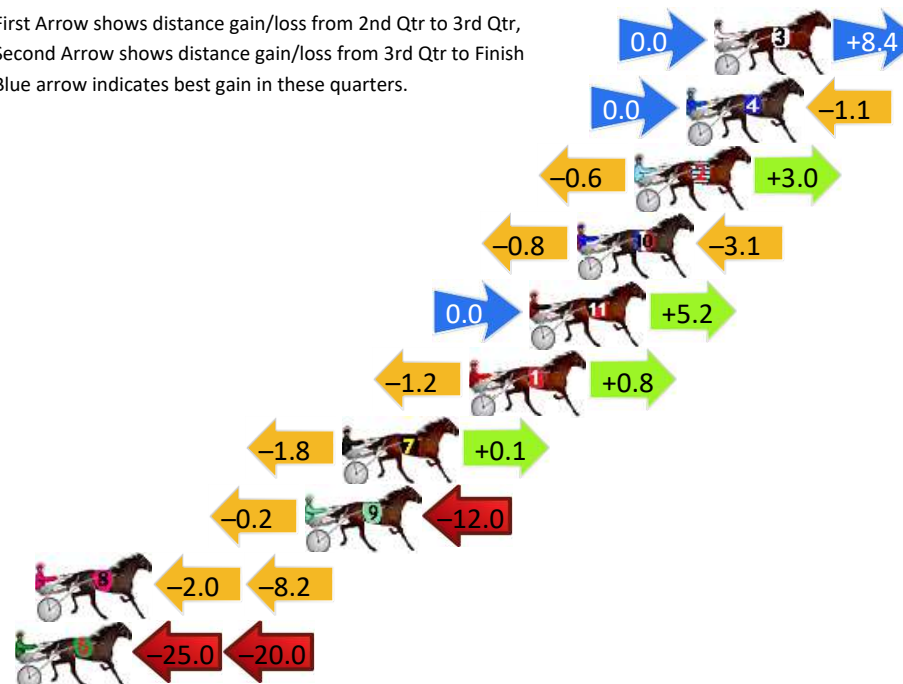 First Arrow shows distance gain/loss from 2nd Qtr to 3rd Qtr,
Second Arrow shows distance gain/loss from 3rd Qtr to Finish
Blue arrow indicates best gain in these quarters.
0.0 3 +8.4
0.0 4 –1.1
–0.6 2 +3.0
–0.8 10 –3.1
0.0 11 +5.2
–1.2 1 +0.8
–1.8 7 +0.1
–0.2 9 –12.0
8 –2.0 –8.2
–25.0 –20.0